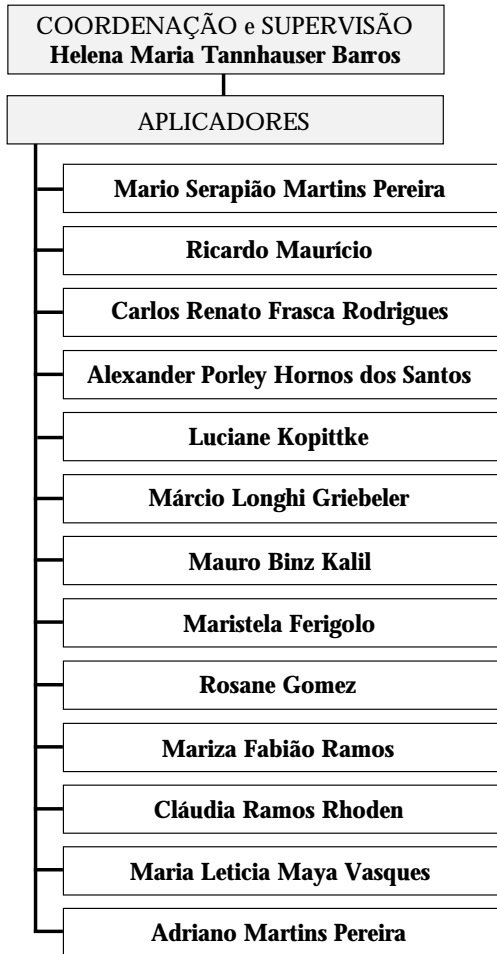 COORDENAÇÃO e SUPERVISÃO
Helena Maria Tannhauser Barros
APLICADORES
Mario Serapião Martins Pereira
Ricardo Maurício
Carlos Renato Frasca Rodrigues
Alexander Porley Hornos dos Santos
Luciane Kopittke
Márcio Longhi Griebeler
Mauro Binz Kalil
Maristela Ferigolo
Rosane Gomez
Mariza Fabião Ramos
Cláudia Ramos Rhoden
Maria Leticia Maya Vasques
Adriano Martins Pereira